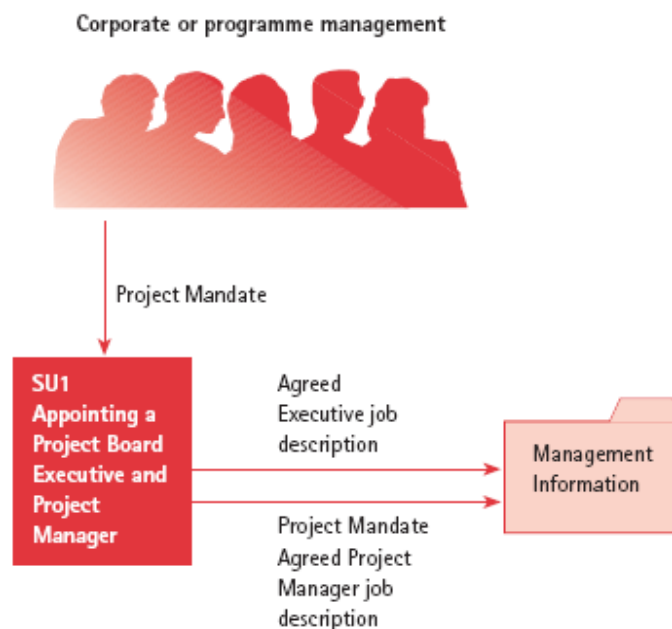 Corporate or programme management
Project Mandate
SU1
Appointing a
Project Board
Executive and
Project
Manager
Agreed
Executive job
description
Project Mandate
Agreed Project
Manager job
description
Management
Information